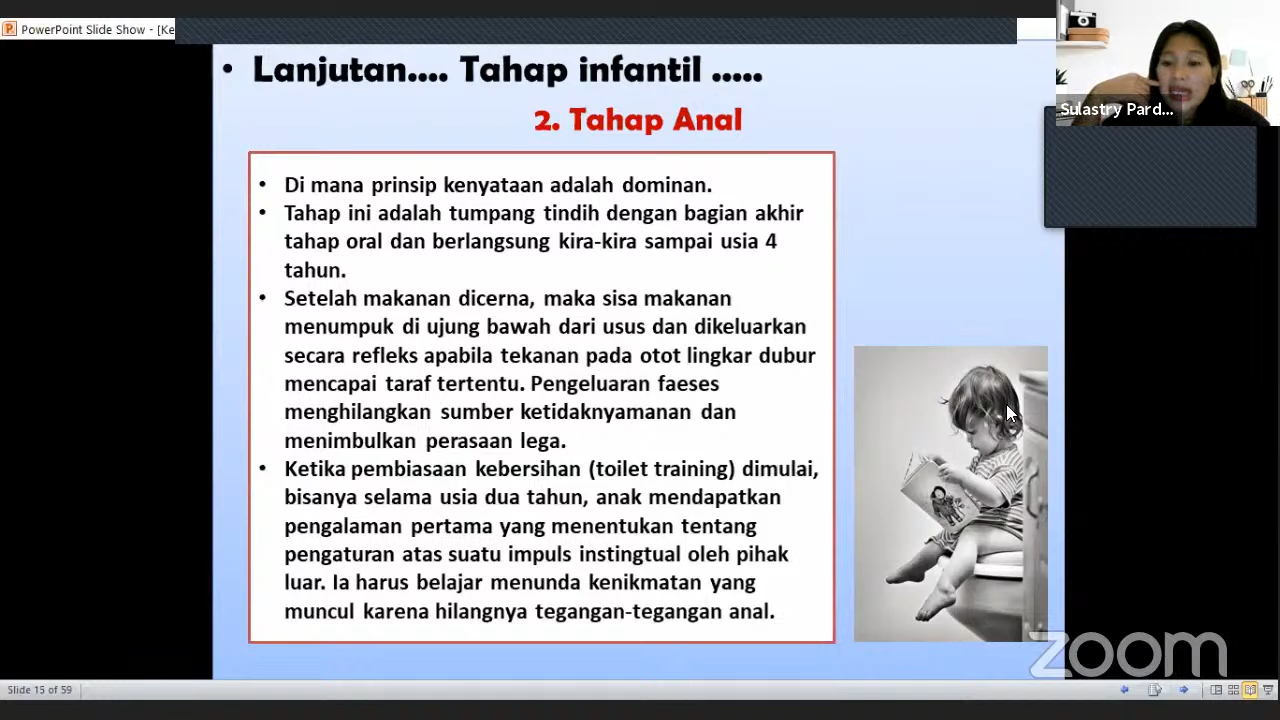 PowerPoint Slide Show - [Ke
• Lanjutan.... Tahap infantil .....
2. Tahap Anal
Sulastry Pard...
• Di mana prinsip kenyataan adalah dominan.
• Tahap ini adalah tumpang tindih dengan bagian akhir
tahap oral dan berlangsung kira-kira sampai usia 4
tahun.
• Setelah makanan dicerna, maka sisa makanan
menumpuk di ujung bawah dari usus dan dikeluarkan
secara refleks apabila tekanan pada otot lingkar dubur
mencapai taraf tertentu. Pengeluaran faeses
menghilangkan sumber ketidaknyamanan dan
menimbulkan perasaan lega.
• Ketika pembiasaan kebersihan (toilet training) dimulai,
bisanya selama usia dua tahun, anak mendapatkan
pengalaman pertama yang menentukan tentang
pengaturan atas suatu impuls instingtual oleh pihak
luar. Ia harus belajar menunda kenikmatan yang
muncul karena hilangnya tegangan-tegangan anal.
zoom
Slide 15 of 59